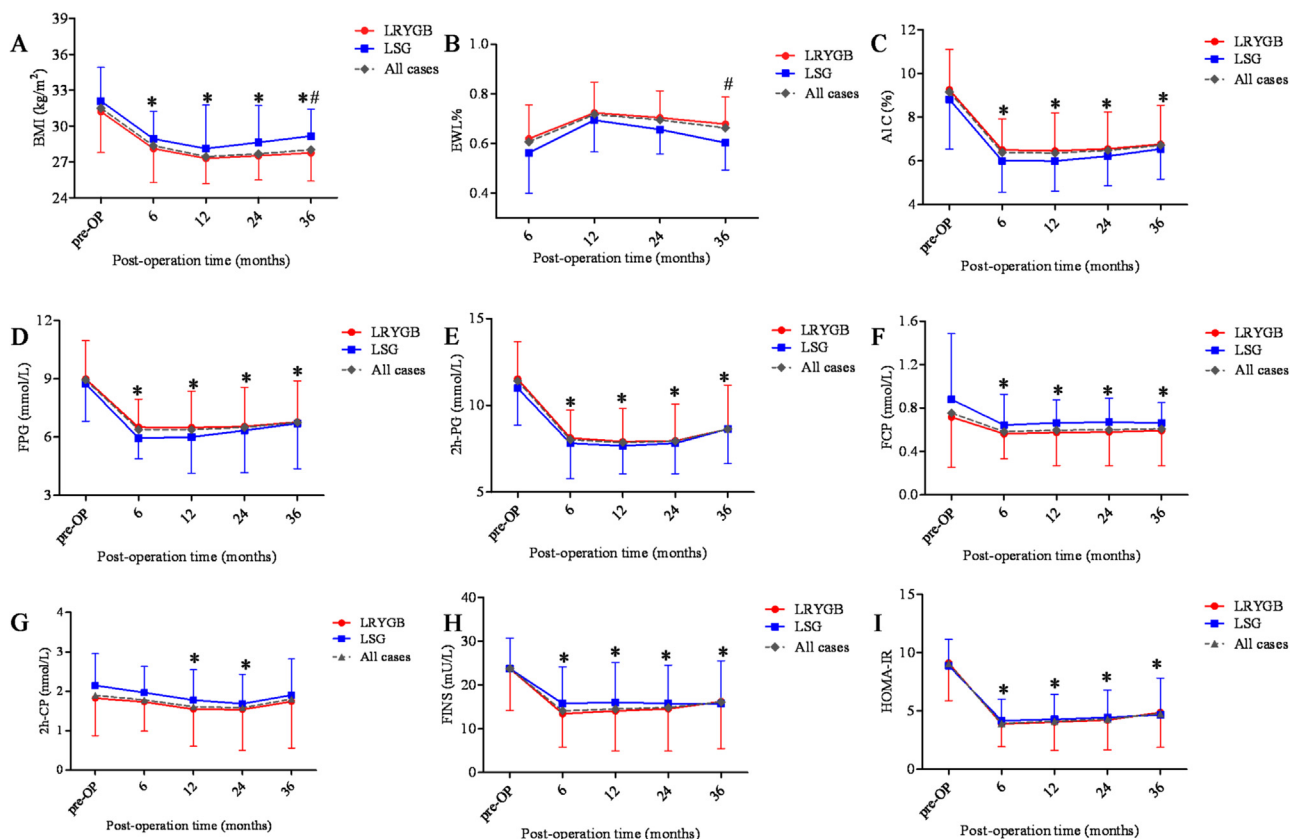 A
BMI (kg/m²)
39
36
33
30
27
24
* * * *#
LRYGB
LSG
All cases
pre-OP 6 12 24 36
Post-operation time (months)
B
EWL%
1.0
0.8
0.6
0.4
#
LRYGB
LSG
All cases
6 12 24 36
Post-operation time (months)
C
A1C (%)
12
10
8
6
4
* * * *
LRYGB
LSG
All cases
pre-OP 6 12 24 36
Post-operation time (months)
D
FPG (mmol/L)
12
9
6
3
* * * *
LRYGB
LSG
All cases
pre-OP 6 12 24 36
Post-operation time (months)
E
2h-PG (mmol/L)
15
10
5
* * * *
LRYGB
LSG
All cases
pre-OP 6 12 24 36
Post-operation time (months)
F
FCP (nmol/L)
1.6
1.2
0.8
0.4
0.0
* * * *
LRYGB
LSG
All cases
pre-OP 6 12 24 36
Post-operation time (months)
G
2h-CP (nmol/L)
4
3
2
1
0
* *
LRYGB
LSG
All cases
pre-OP 6 12 24 36
Post-operation time (months)
H
FINS (mU/L)
40
30
20
10
0
* * * *
LRYGB
LSG
All cases
pre-OP 6 12 24 36
Post-operation time (months)
I
HOMA-IR
15
10
5
0
* * * *
LRYGB
LSG
All cases
pre-OP 6 12 24 36
Post-operation time (months)